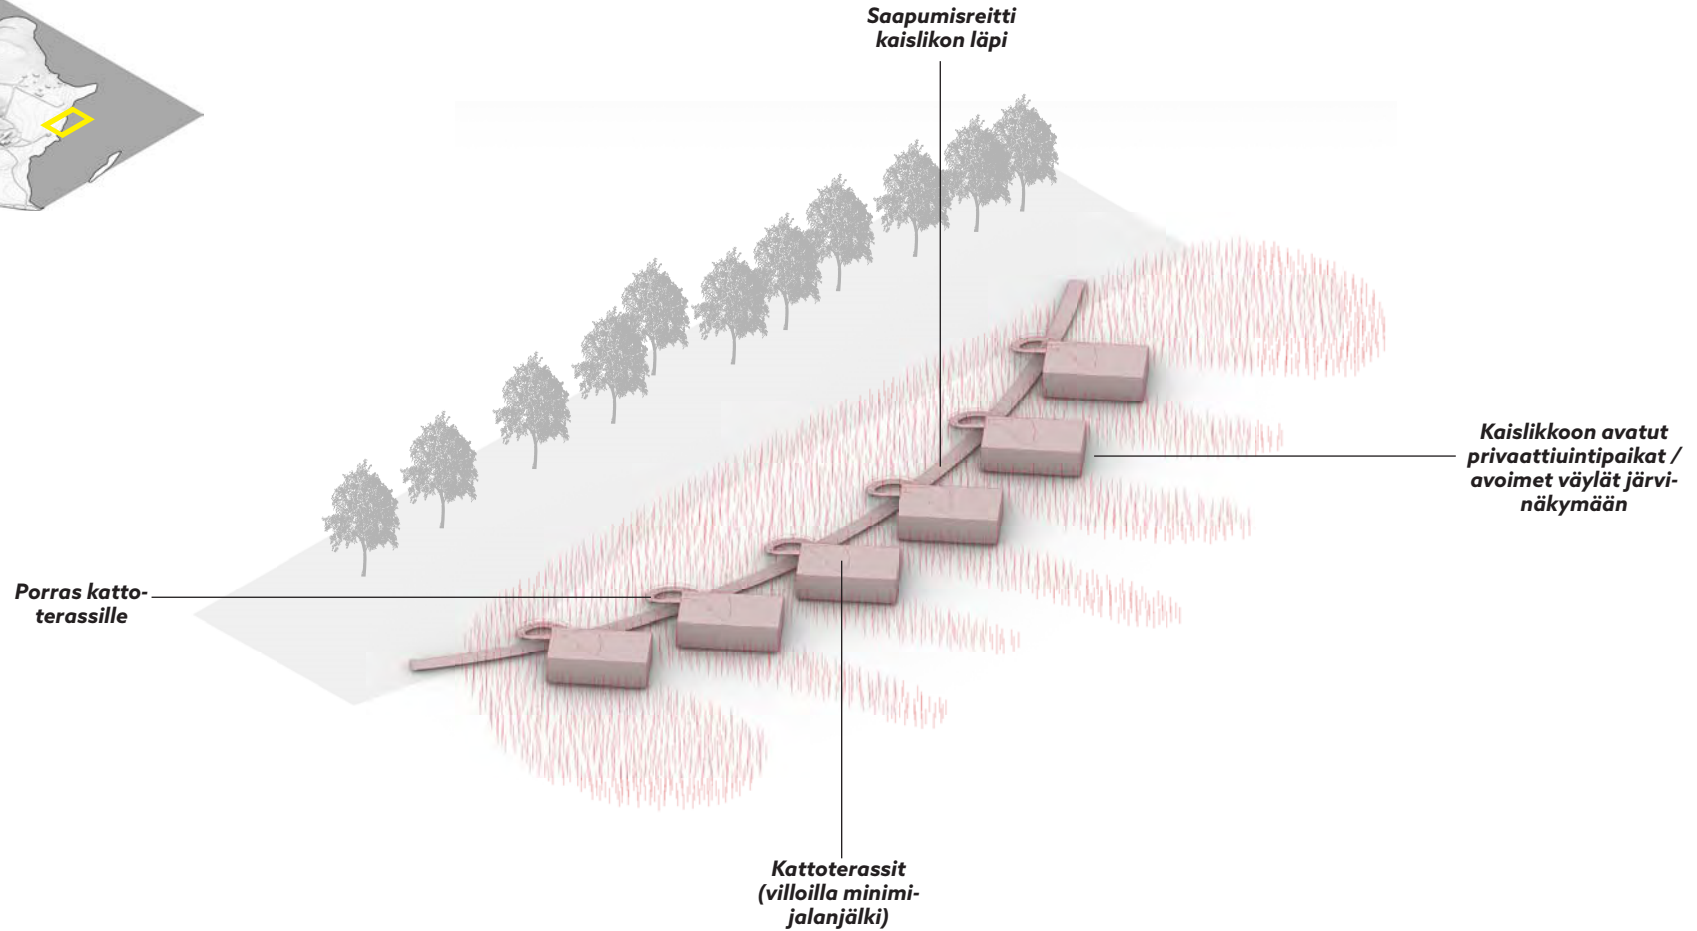 Saapumisreitti
kaislikon läpi
Kaislikkoon avatut
privaattiuintipaikat /
avoimet väylät järvi-
näkymään
Porras katto-
terassille
Kattoterassit
(villoilla minimi-
jalanjälki)